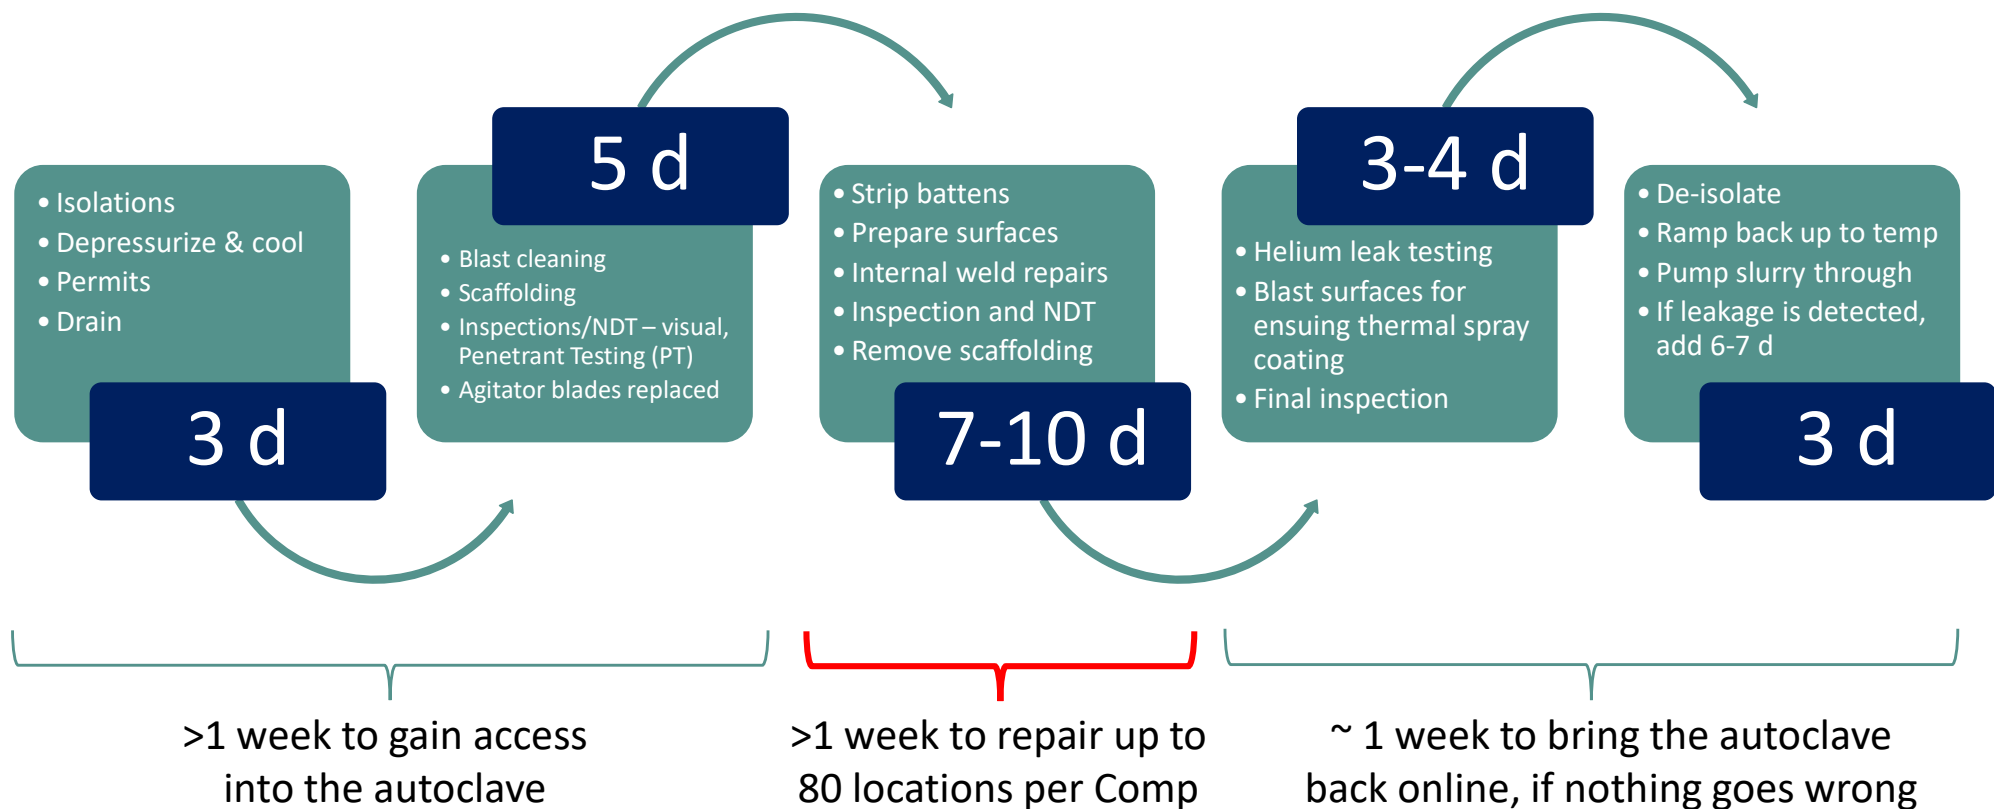 • Isolations
• Depressurize & cool
• Permits
• Drain
3 d
5 d
• Blast cleaning
• Scaffolding
• Inspections/NDT – visual,
Penetrant Testing (PT)
• Agitator blades replaced
• Strip battens
• Prepare surfaces
• Internal weld repairs
• Inspection and NDT
• Remove scaffolding
7-10 d
3-4 d
• Helium leak testing
• Blast surfaces for
ensuing thermal spray
coating
• Final inspection
• De-isolate
• Ramp back up to temp
• Pump slurry through
• If leakage is detected,
add 6-7 d
3 d
>1 week to gain access
into the autoclave
>1 week to repair up to
80 locations per Comp
~ 1 week to bring the autoclave
back online, if nothing goes wrong